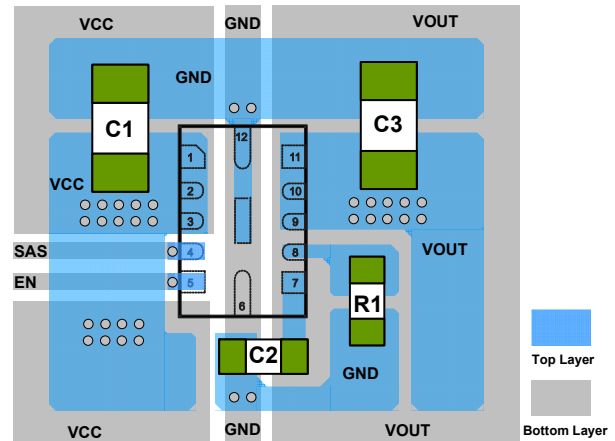 VCC GND VOUT
GND
C1 C3
12
1 11
VCC
2 10
3 9
SAS 4 8 VOUT
EN 5 7
6 R1
C2 GND
Top Layer
VCC GND VOUT
Bottom Layer